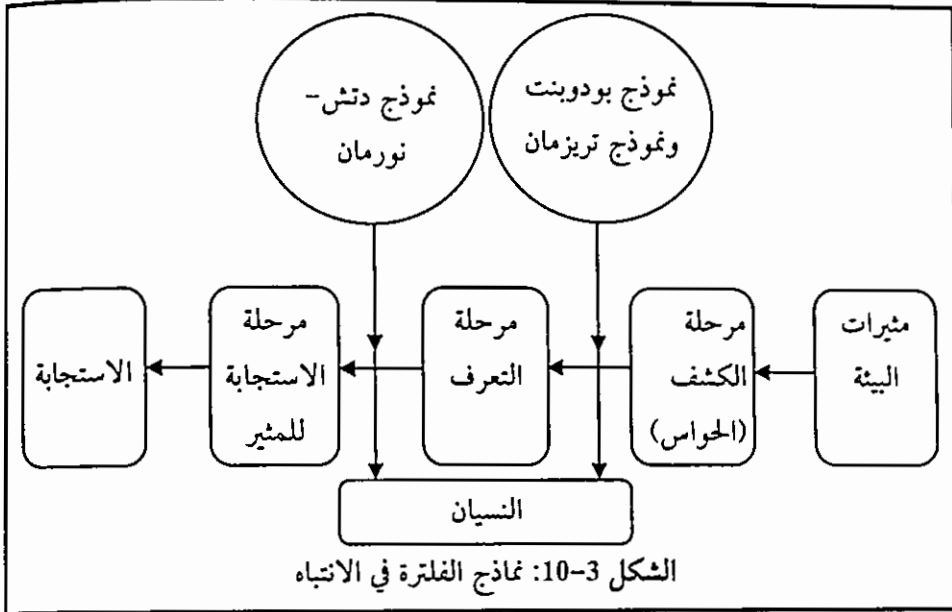 نموذج بودوبنت
ونموذج تريزمان
نموذج دتش-
نورمان
مثيرات
البيئة
مرحلة
الكشف
(الحواس)
مرحلة
التعرف
مرحلة
الاستجابة
للمثير
الاستجابة
النسيان
الشكل 3-10: نماذج الفلترة في الانتباه